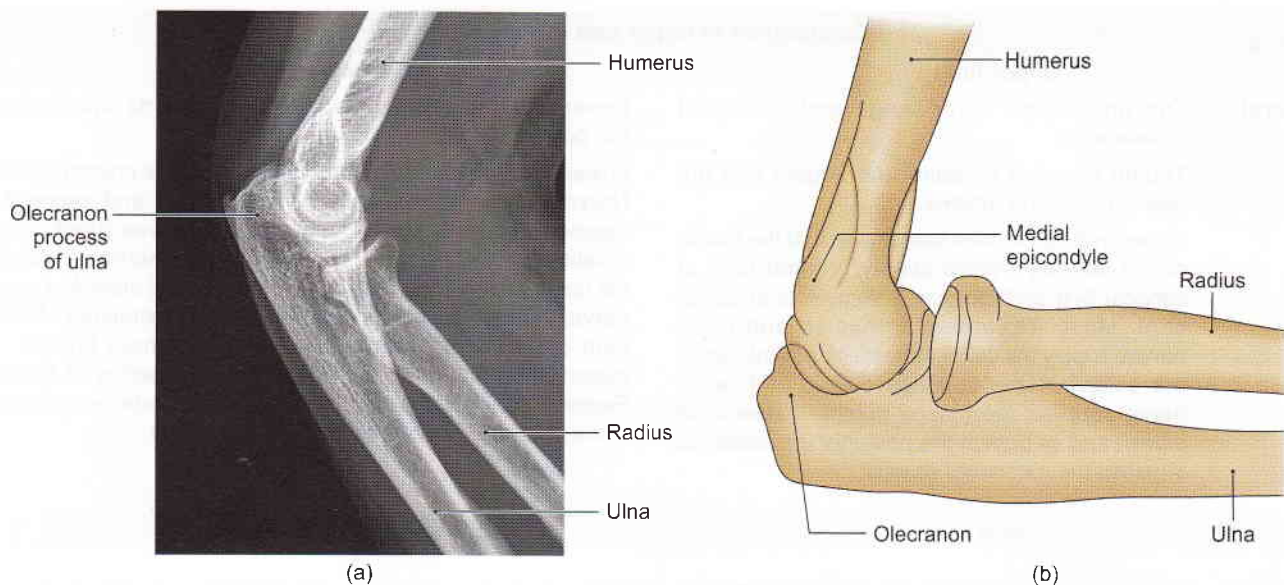 Humerus
Olecranon
process
of ulna
Radius
Ulna
(a)
Humerus
Medial
epicondyle
Radius
Olecranon
Ulna
(b)